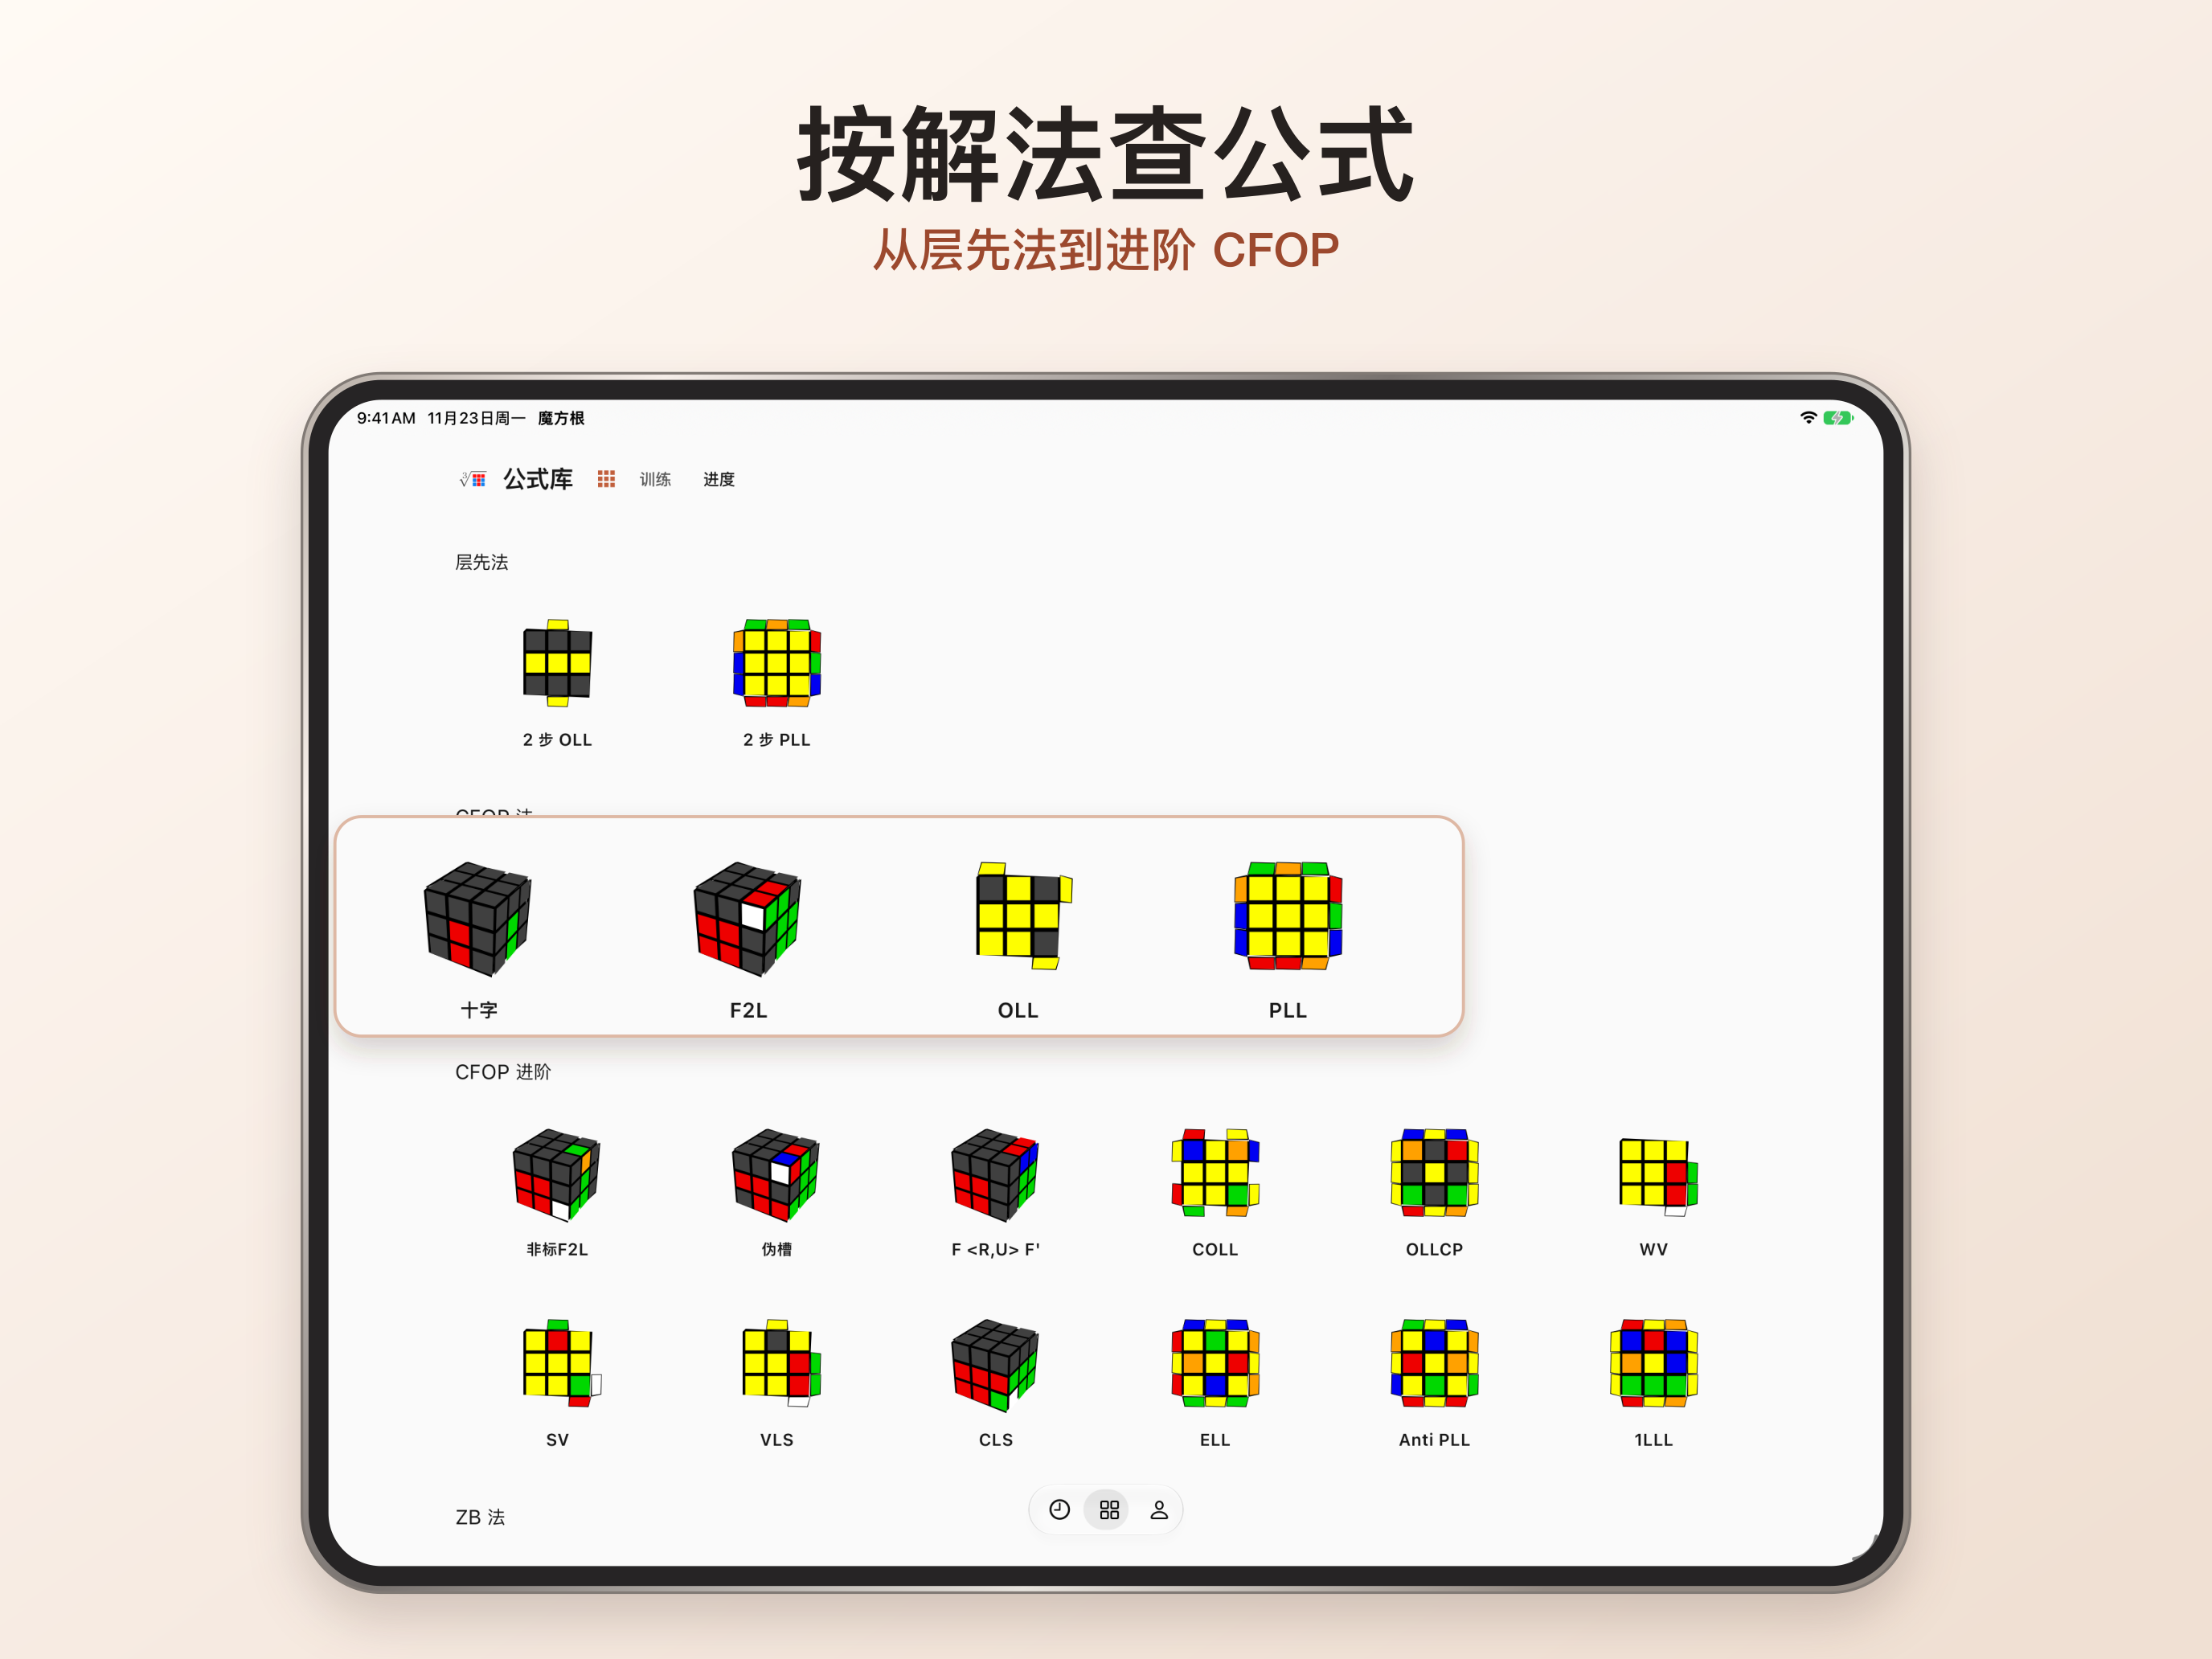 按解法查公式
从层先法到进阶 CFOP
9:41 AM 11月23日周一 魔方根
公式库 训练 进度
层先法
2 步 OLL 2 步 PLL
CFOP 法
十字 F2L OLL PLL
CFOP 进阶
非标F2L 伪槽 F <R,U> F' COLL OLLCP WV
SV VLS CLS ELL Anti PLL 1LLL
ZB 法